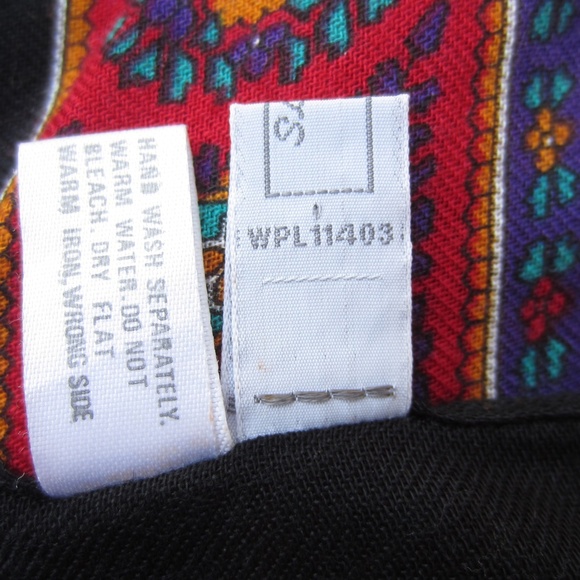 HAND WASH SEPARATELY.
WARM WATER-DO NOT
BLEACH. DRY FLAT
WARM IRON,WRONG SIDE
WPL11403